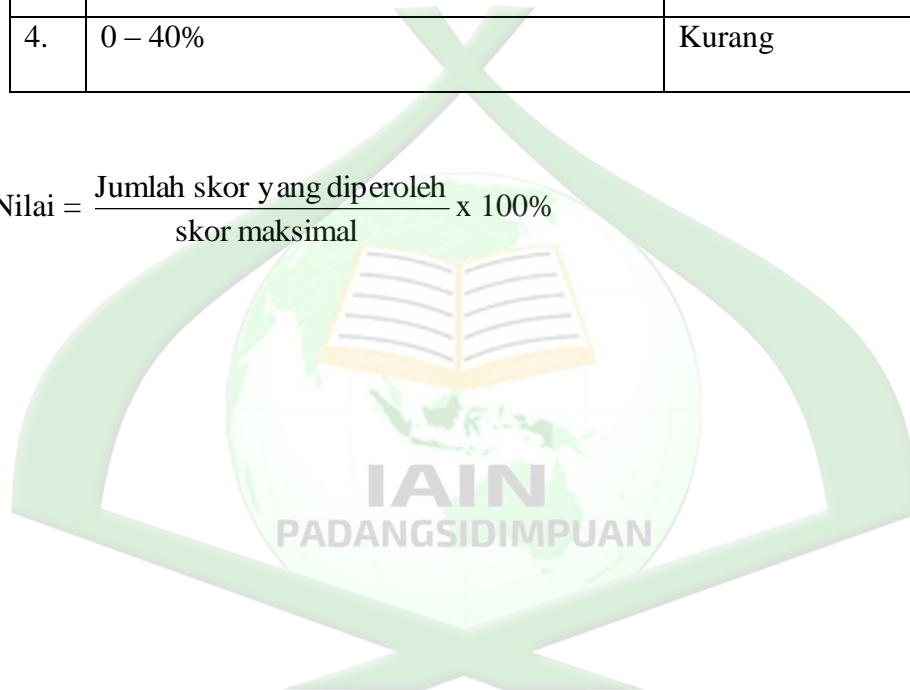 4. 0 – 40% Kurang
Nilai = Jumlah skor yang diperoleh
skor maksimal
x 100%
IAIN
PADANGSIDIMPUAN